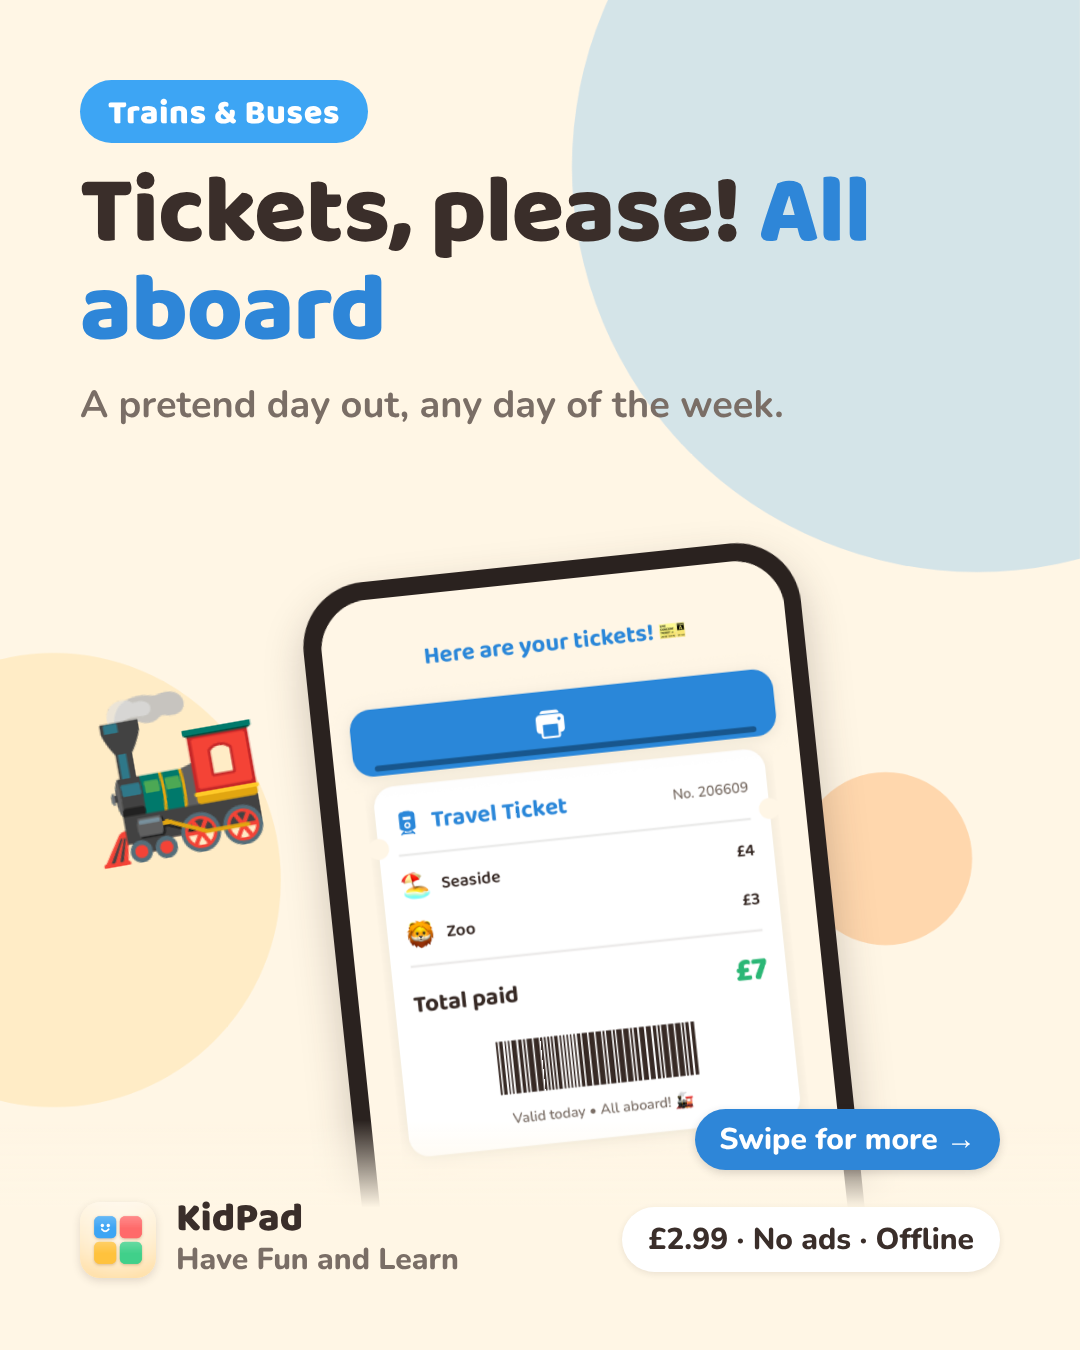 Trains & Buses
Tickets, please! All
aboard
A pretend day out, any day of the week.
Here are your tickets!
Travel Ticket
No. 206609
Seaside
£4
Zoo
£3
Total paid
£7
Valid today • All aboard!
Swipe for more →
KidPad
Have Fun and Learn
£2.99 · No ads · Offline